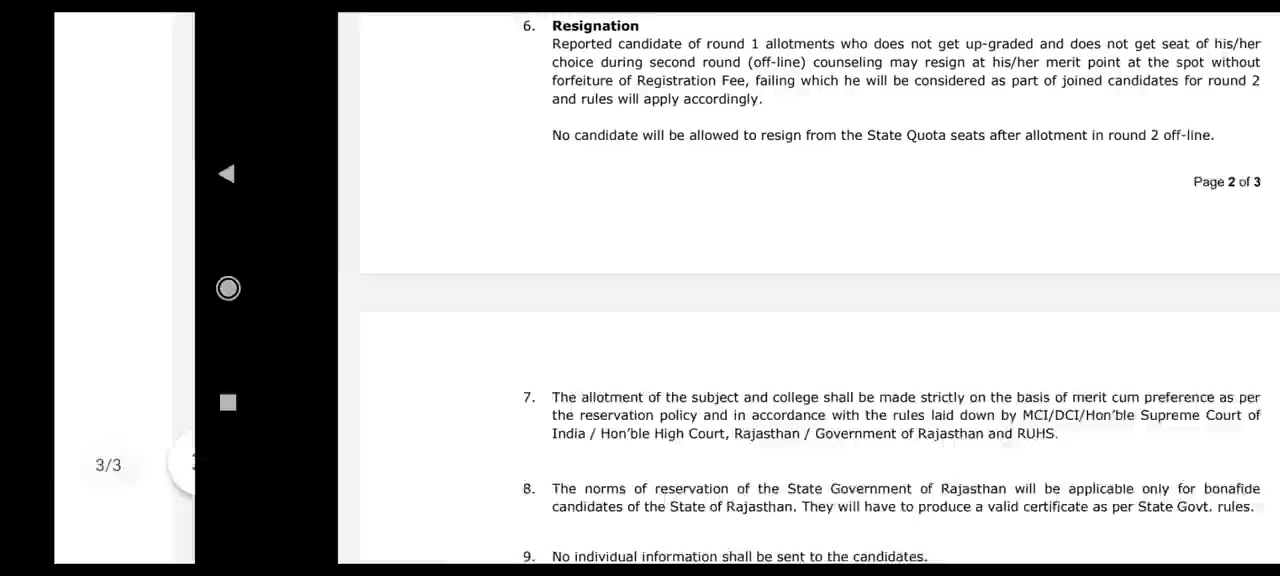 6. Resignation
Reported candidate of round 1 allotments who does not get up-graded and does not get seat of his/her
choice during second round (off-line) counseling may resign at his/her merit point at the spot without
forfeiture of Registration Fee, failing which he will be considered as part of joined candidates for round 2
and rules will apply accordingly.
No candidate will be allowed to resign from the State Quota seats after allotment in round 2 off-line.
Page 2 of 3
7. The allotment of the subject and college shall be made strictly on the basis of merit cum preference as per
the reservation policy and in accordance with the rules laid down by MCI/DCI/Hon'ble Supreme Court of
India / Hon'ble High Court, Rajasthan / Government of Rajasthan and RUHS.
3/3
8. The norms of reservation of the State Government of Rajasthan will be applicable only for bonafide
candidates of the State of Rajasthan. They will have to produce a valid certificate as per State Govt. rules.
9. No individual information shall be sent to the candidates.